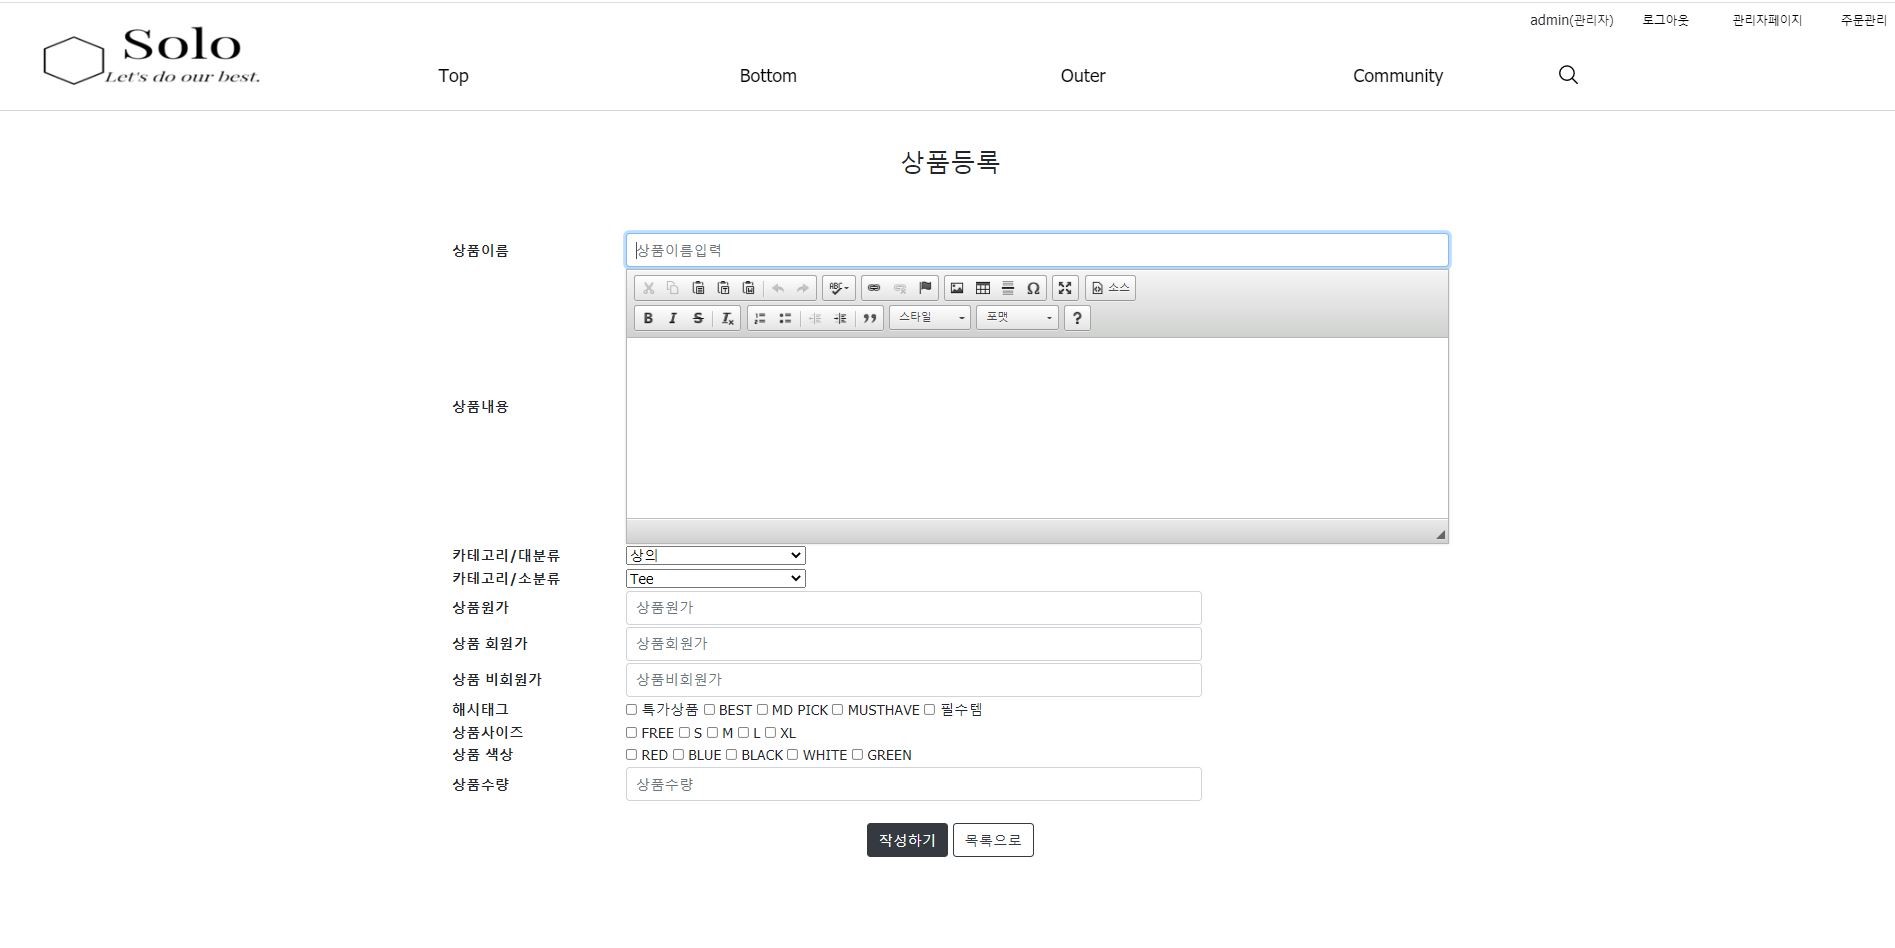 admin(관리자) 로그아웃 관리자페이지 주문관리
Solo
Let's do our best.
Top Bottom Outer Community
상품등록
상품이름 상품이름입력
ABC
소스
B I S Ix
스타일 포맷 ?
상품내용
카테고리/대분류 상의
카테고리/소분류 Tee
상품원가 상품원가
상품 회원가 상품회원가
상품 비회원가 상품비회원가
해시태그 특가상품 BEST MD PICK MUSTHAVE 필수템
상품사이즈 FREE S M L XL
상품 색상 RED BLUE BLACK WHITE GREEN
상품수량 상품수량
작성하기 목록으로